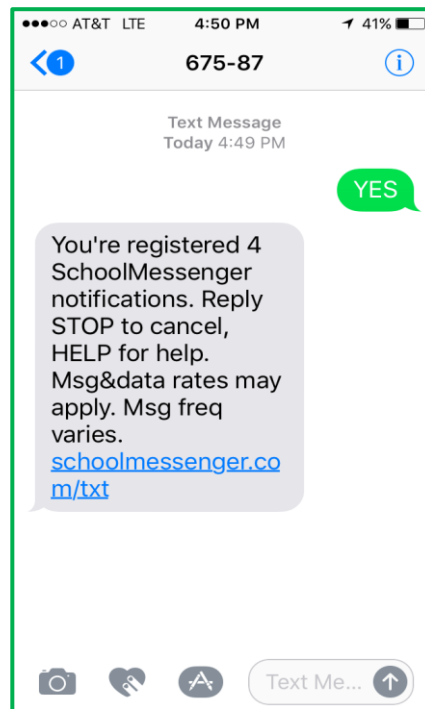 AT&T LTE 4:50 PM 41%
1 675-87 i
Text Message
Today 4:49 PM
YES
You're registered 4
SchoolMessenger
notifications. Reply
STOP to cancel,
HELP for help.
Msg&data rates may
apply. Msg freq
varies.
schoolmessenger.co
m/txt
Text Me...